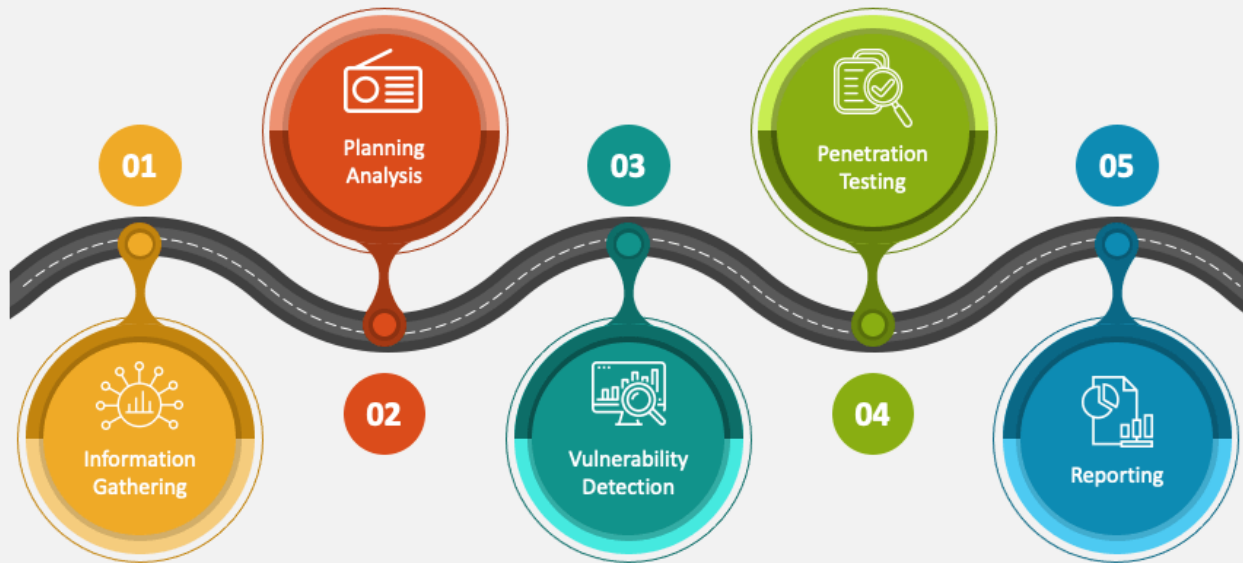 01
Information
Gathering
Planning
Analysis
02
03
Vulnerability
Detection
Penetration
Testing
04
05
Reporting